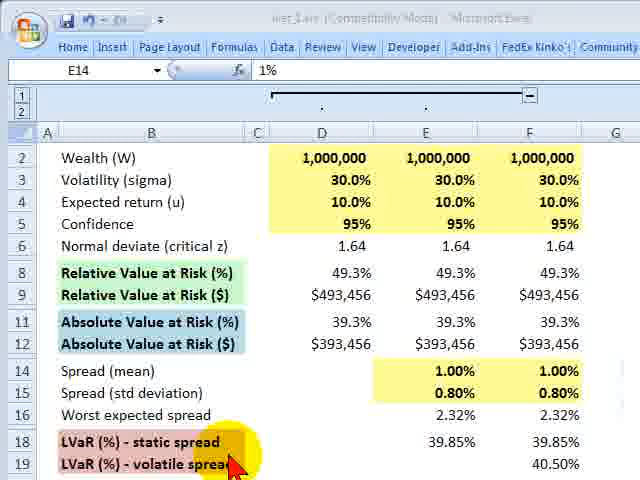 (Compatibility Mode) - Microsoft Excel
Home Insert Page Layout Formulas Data Review View Developer Add-Ins FedEx Kinko's Community
E14 fx 1%
1
2
A B C D E F G
2 Wealth (W) 1,000,000 1,000,000 1,000,000
3 Volatility (sigma) 30.0% 30.0% 30.0%
4 Expected return (u) 10.0% 10.0% 10.0%
5 Confidence 95% 95% 95%
6 Normal deviate (critical z) 1.64 1.64 1.64
8 Relative Value at Risk (%) 49.3% 49.3% 49.3%
9 Relative Value at Risk ($) $493,456 $493,456 $493,456
11 Absolute Value at Risk (%) 39.3% 39.3% 39.3%
12 Absolute Value at Risk ($) $393,456 $393,456 $393,456
14 Spread (mean) 1.00% 1.00%
15 Spread (std deviation) 0.80% 0.80%
16 Worst expected spread 2.32% 2.32%
18 LVaR (%) - static spread 39.85% 39.85%
19 LVaR (%) - volatile spread 40.50%